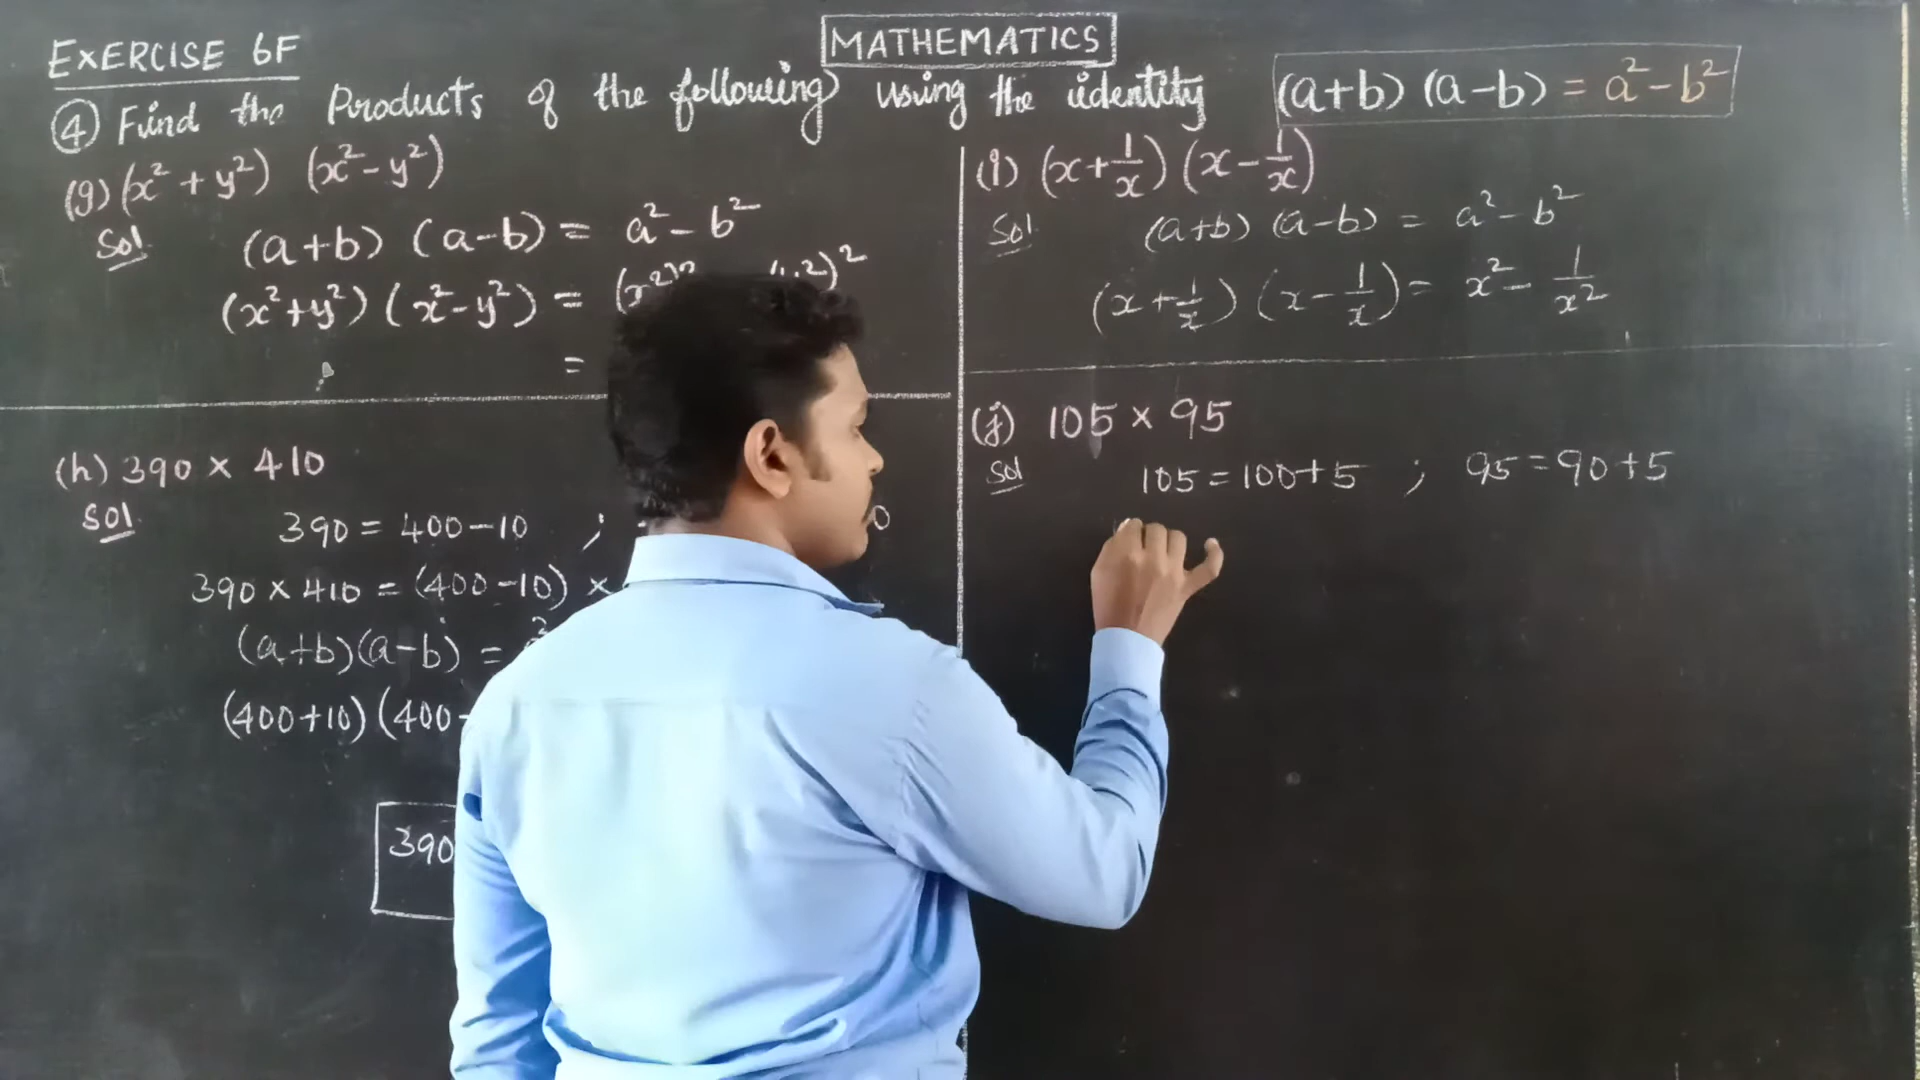 MATHEMATICS
EXERCISE 6F
④ Find the Products of the following using the identity (a+b) (a-b) = a² - b²
(g) (x² + y²) (x² - y²)
Sol
(a+b) (a-b) = a² - b²
(x²+y²) (x²-y²) = (x²)² )²
=
(h) 390 × 410
Sol
390 = 400-10 ;
390 × 410 = (400-10) ×
(a+b)(a-b) =
(400+10) (400-
390
(i) (x+1/x) (x-1/x)
Sol
(a+b) (a-b) = a² - b²
(x+1/x) (x-1/x) = x² - 1/x²
(j) 105 × 95
Sol
105 = 100+5 ; 95 = 90+5